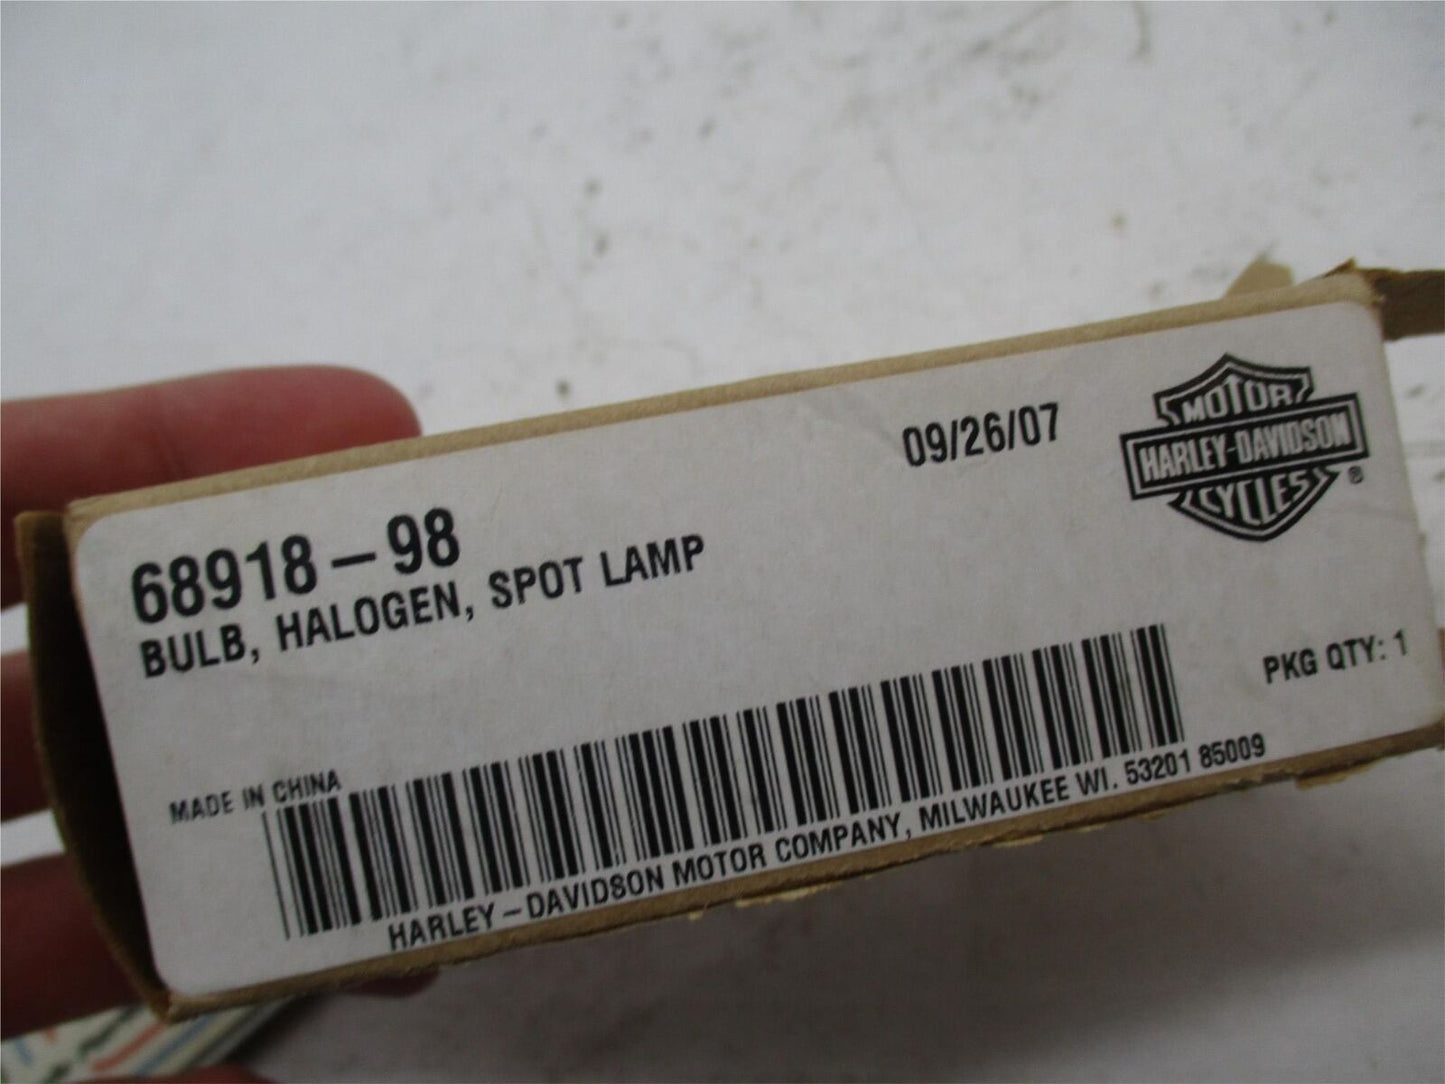 09/26/07
MOTOR
HARLEY-DAVIDSON
CYCLES
®
68918-98
BULB, HALOGEN, SPOT LAMP
PKG QTY: 1
MADE IN CHINA
HARLEY-DAVIDSON MOTOR COMPANY, MILWAUKEE WI. 53201 85009